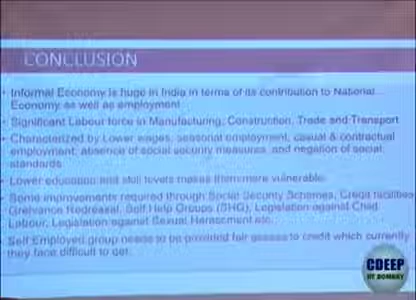 CONCLUSION
• Informal Economy is huge in India in terms of its contribution to National
Economy as well as employment
• Significant Labour force in Manufacturing, Construction, Trade and Transport
• Characterized by Lower wages, seasonal employment, casual & contractual
employment, absence of social security measures, and negation of social
standards
• Lower education and skill levels makes them more vulnerable.
• Some improvements required through Social Security Schemes, Credit facilities
Greivance Redressal, Self Help Groups (SHG), Legislation against Child
Labour, Legislation against Sexual Harassment etc.
• Self Employed group needs to be provided fair access to credit which currently
they face difficult to get.
CDEEP
IIT BOMBAY